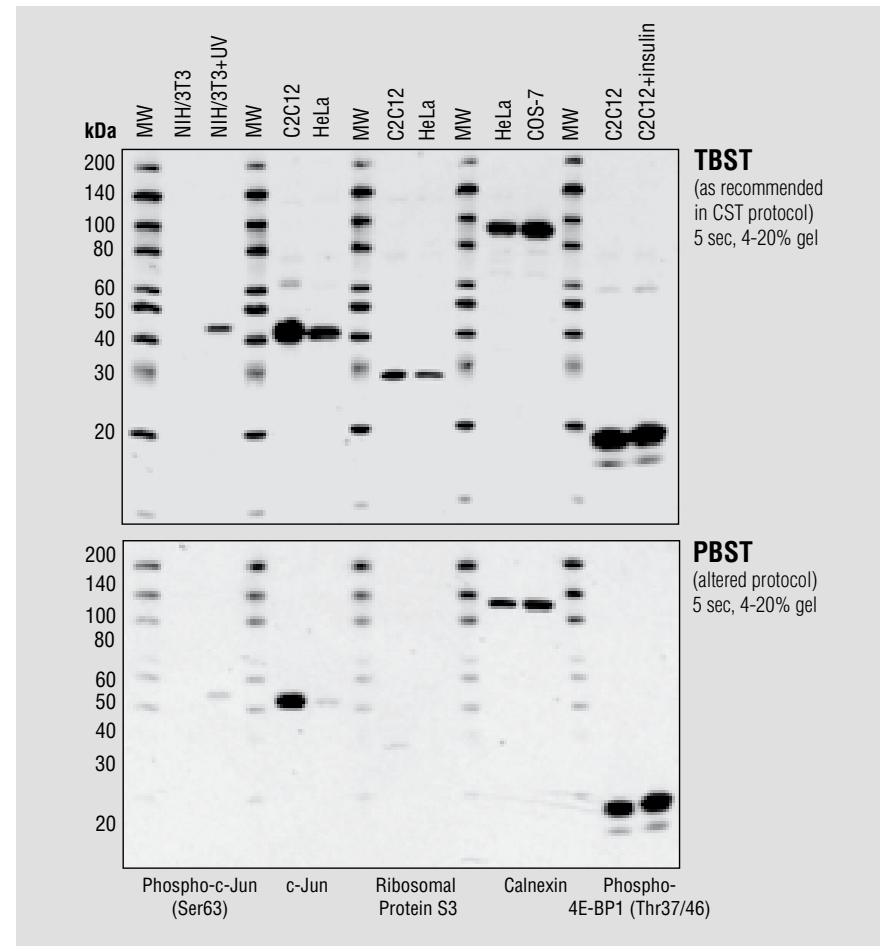 kDa
MW
NIH/3T3
NIH/3T3+UV
MW
C2C12
HeLa
MW
C2C12
HeLa
MW
HeLa
COS-7
MW
C2C12
C2C12+insulin
200
140
100
80
60
50
40
30
20
TBST
(as recommended
in CST protocol)
5 sec, 4-20% gel
200
140
100
80
60
50
40
30
20
PBST
(altered protocol)
5 sec, 4-20% gel
Phospho-c-Jun
(Ser63)
c-Jun
Ribosomal
Protein S3
Calnexin
Phospho-
4E-BP1 (Thr37/46)